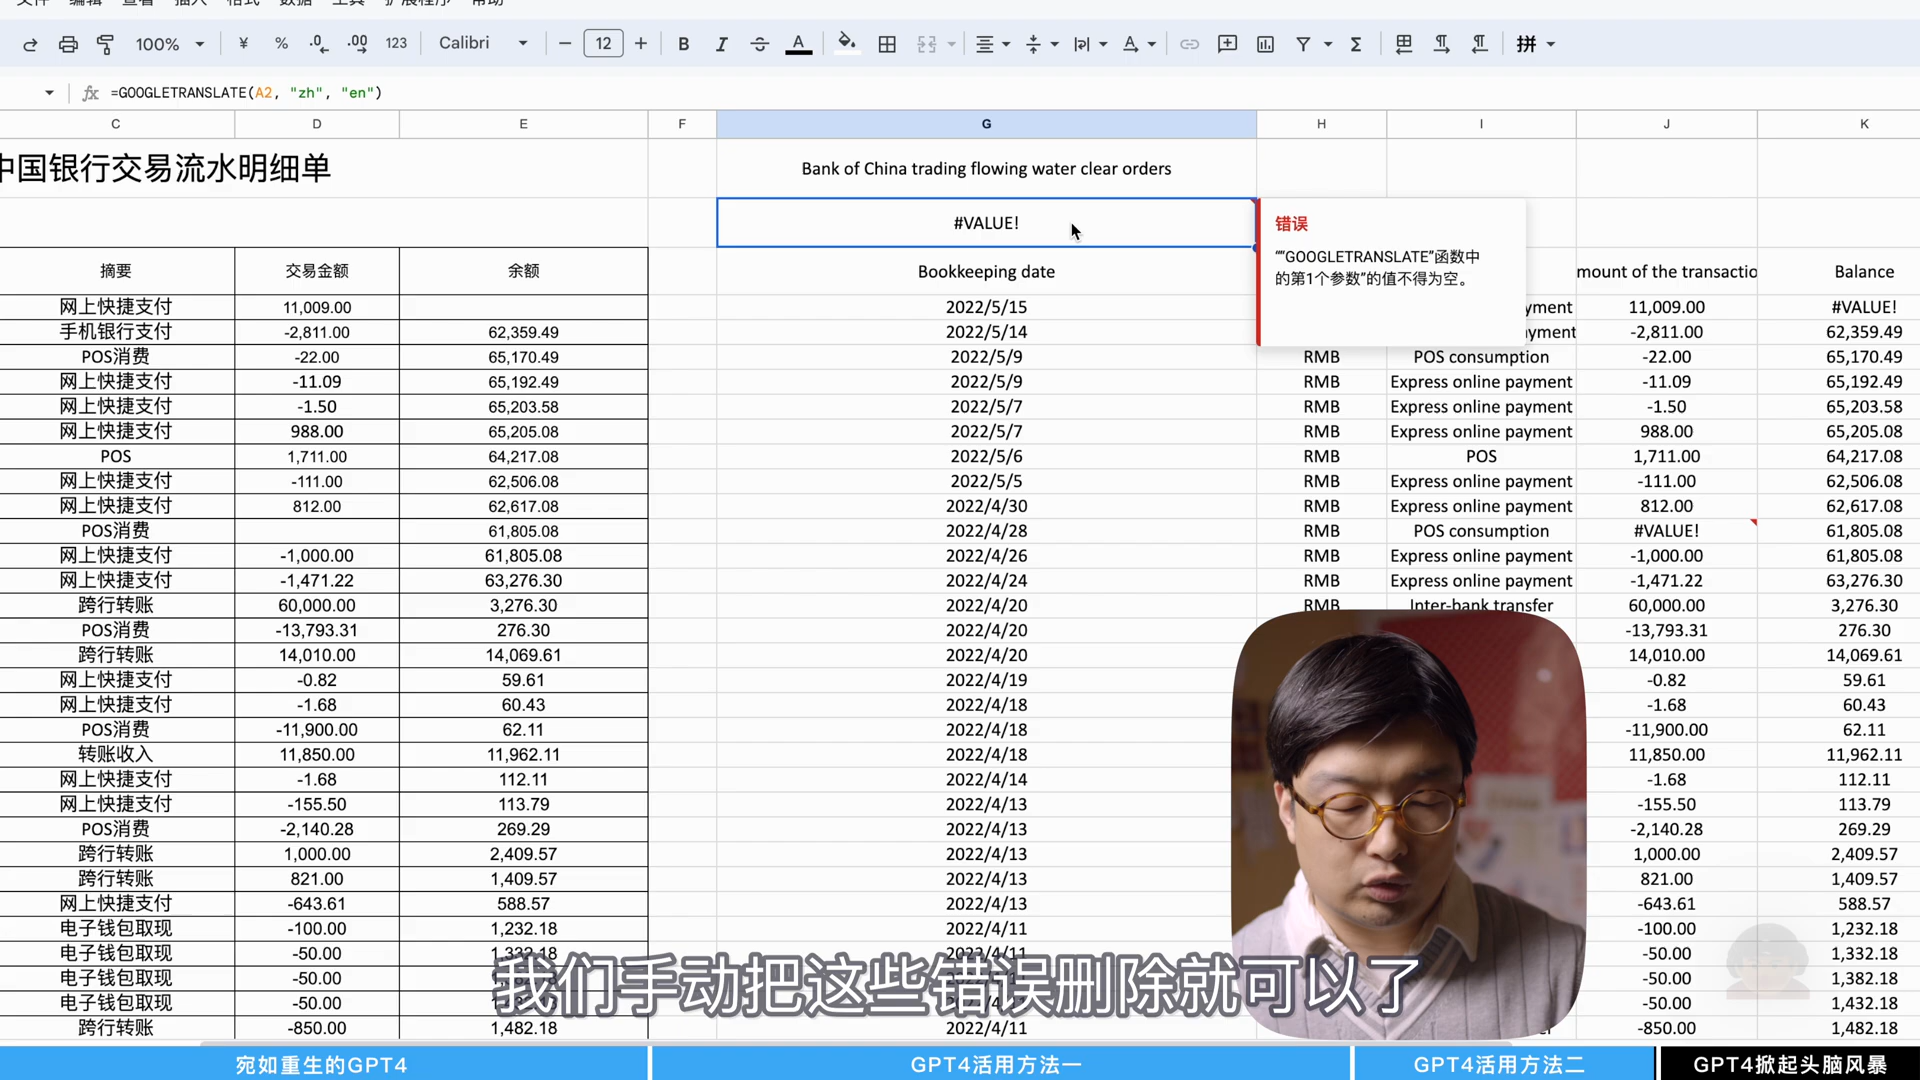 文件 编辑 查看 插入 格式 数据 工具 扩展程序 帮助
100% ¥ % .0 .00 123 Calibri 12 B I A Σ 拼
fx =GOOGLETRANSLATE(A2, "zh", "en")
C D E F G H I J K
中国银行交易流水明细单 Bank of China trading flowing water clear orders
#VALUE!
错误
"“GOOGLETRANSLATE”函数中
的第1个参数”的值不得为空。
摘要 交易金额 余额 Bookkeeping date mount of the transactio Balance
网上快捷支付 11,009.00 2022/5/15 yment 11,009.00 #VALUE!
手机银行支付 -2,811.00 62,359.49 2022/5/14 yment -2,811.00 62,359.49
POS消费 -22.00 65,170.49 2022/5/9 RMB POS consumption -22.00 65,170.49
网上快捷支付 -11.09 65,192.49 2022/5/9 RMB Express online payment -11.09 65,192.49
网上快捷支付 -1.50 65,203.58 2022/5/7 RMB Express online payment -1.50 65,203.58
网上快捷支付 988.00 65,205.08 2022/5/7 RMB Express online payment 988.00 65,205.08
POS 1,711.00 64,217.08 2022/5/6 RMB POS 1,711.00 64,217.08
网上快捷支付 -111.00 62,506.08 2022/5/5 RMB Express online payment -111.00 62,506.08
网上快捷支付 812.00 62,617.08 2022/4/30 RMB Express online payment 812.00 62,617.08
POS消费 61,805.08 2022/4/28 RMB POS consumption #VALUE! 61,805.08
网上快捷支付 -1,000.00 61,805.08 2022/4/26 RMB Express online payment -1,000.00 61,805.08
网上快捷支付 -1,471.22 63,276.30 2022/4/24 RMB Express online payment -1,471.22 63,276.30
跨行转账 60,000.00 3,276.30 2022/4/20 RMB Inter-bank transfer 60,000.00 3,276.30
POS消费 -13,793.31 276.30 2022/4/20 -13,793.31 276.30
跨行转账 14,010.00 14,069.61 2022/4/20 14,010.00 14,069.61
网上快捷支付 -0.82 59.61 2022/4/19 -0.82 59.61
网上快捷支付 -1.68 60.43 2022/4/18 -1.68 60.43
POS消费 -11,900.00 62.11 2022/4/18 -11,900.00 62.11
转账收入 11,850.00 11,962.11 2022/4/18 11,850.00 11,962.11
网上快捷支付 -1.68 112.11 2022/4/14 -1.68 112.11
网上快捷支付 -155.50 113.79 2022/4/13 -155.50 113.79
POS消费 -2,140.28 269.29 2022/4/13 -2,140.28 269.29
跨行转账 1,000.00 2,409.57 2022/4/13 1,000.00 2,409.57
跨行转账 821.00 1,409.57 2022/4/13 821.00 1,409.57
网上快捷支付 -643.61 588.57 2022/4/13 -643.61 588.57
电子钱包取现 -100.00 1,232.18 2022/4/11 -100.00 1,232.18
电子钱包取现 -50.00 1,332.18 2022/4/11 -50.00 1,332.18
电子钱包取现 -50.00 -50.00 1,382.18
电子钱包取现 -50.00 -50.00 1,432.18
跨行转账 -850.00 1,482.18 2022/4/11 -850.00 1,482.18
我们手动把这些错误删除就可以了
宛如重生的GPT4 GPT4活用方法一 GPT4活用方法二 GPT4掀起头脑风暴